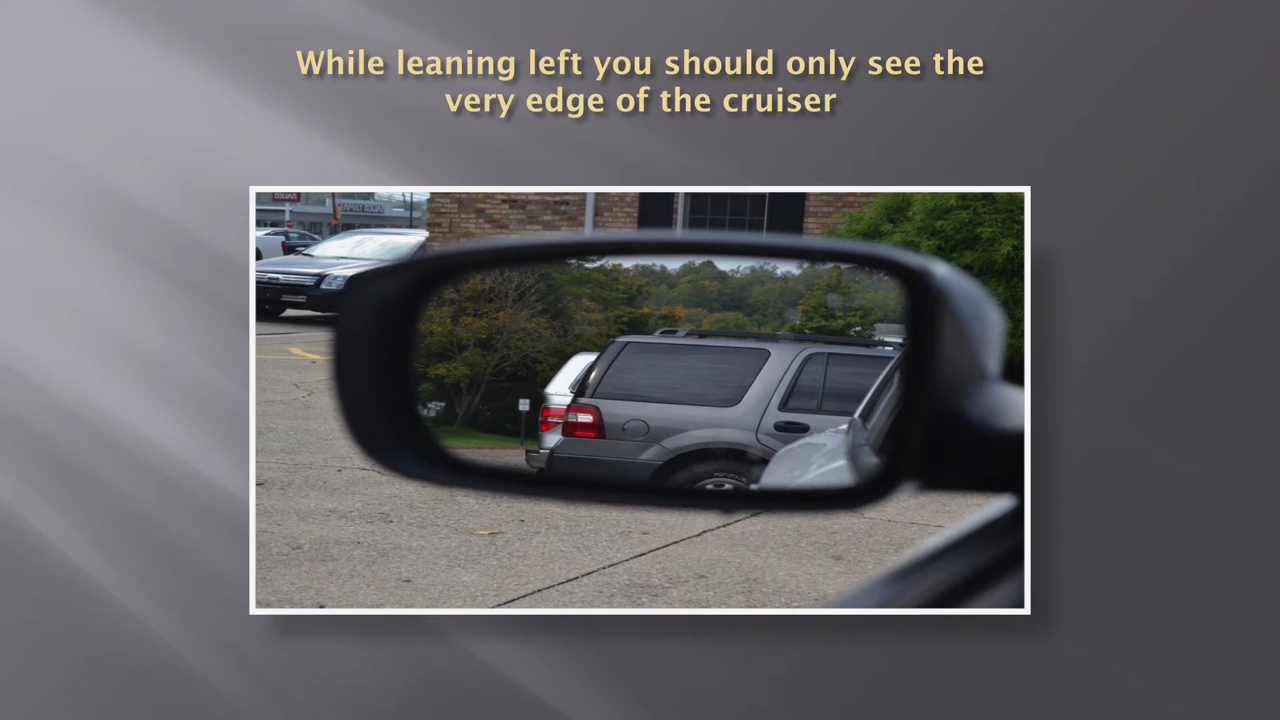 While leaning left you should only see the
very edge of the cruiser